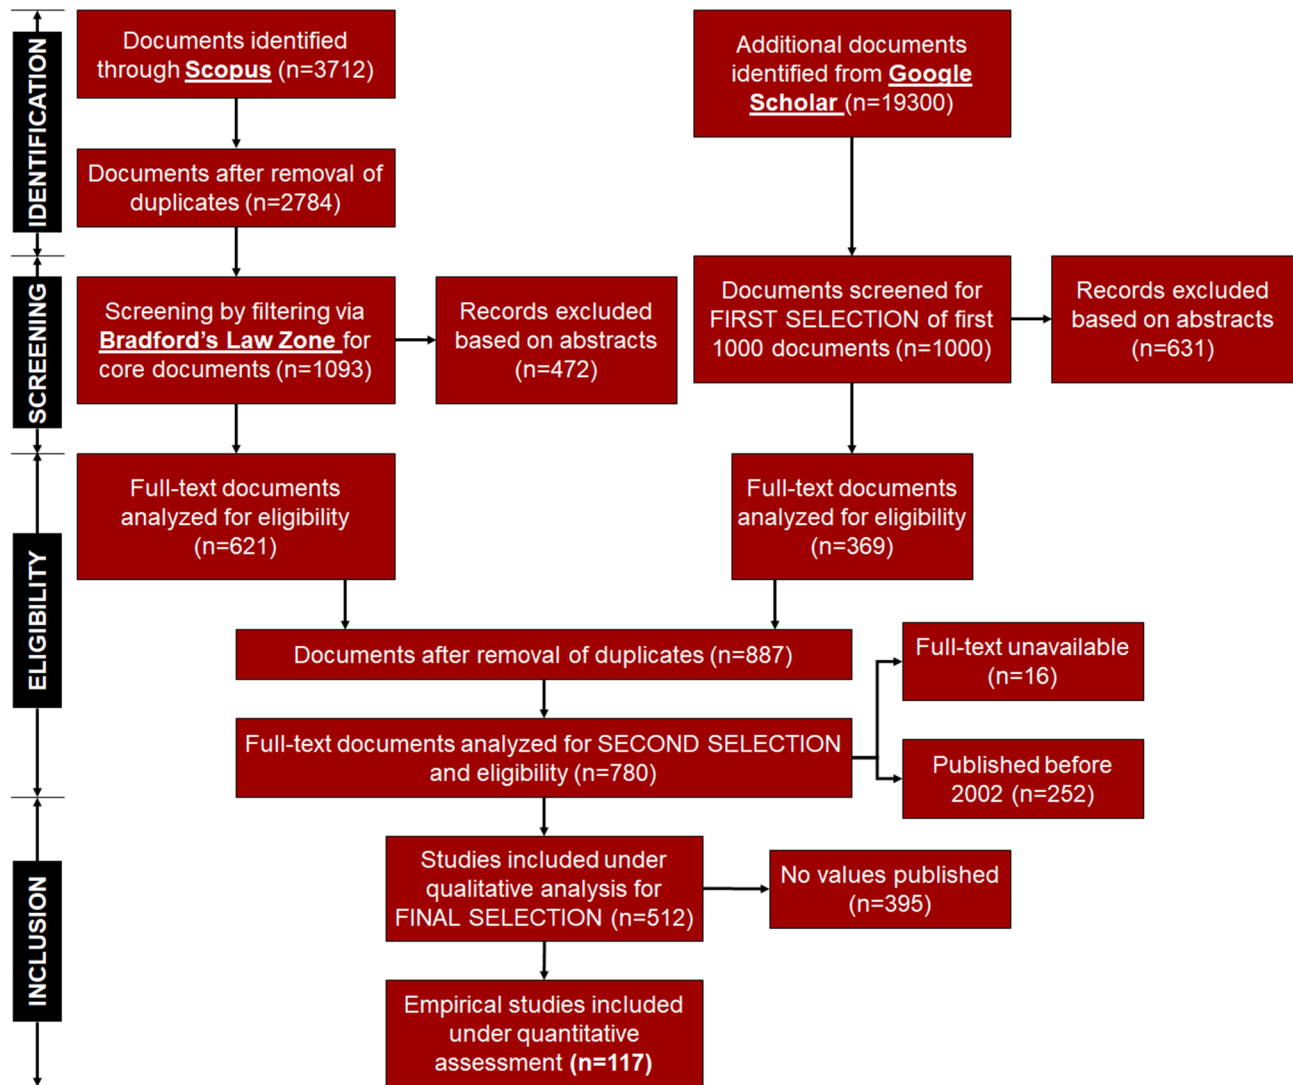 IDENTIFICATION
Documents identified
through Scopus (n=3712)
Additional documents
identified from Google
Scholar (n=19300)
Documents after removal of
duplicates (n=2784)
SCREENING
Screening by filtering via
Bradford's Law Zone for
core documents (n=1093)
Records excluded
based on abstracts
(n=472)
Documents screened for
FIRST SELECTION of first
1000 documents (n=1000)
Records excluded
based on abstracts
(n=631)
ELIGIBILITY
Full-text documents
analyzed for eligibility
(n=621)
Full-text documents
analyzed for eligibility
(n=369)
Documents after removal of duplicates (n=887)
Full-text unavailable
(n=16)
Full-text documents analyzed for SECOND SELECTION
and eligibility (n=780)
Published before
2002 (n=252)
INCLUSION
Studies included under
qualitative analysis for
FINAL SELECTION (n=512)
No values published
(n=395)
Empirical studies included
under quantitative
assessment (n=117)